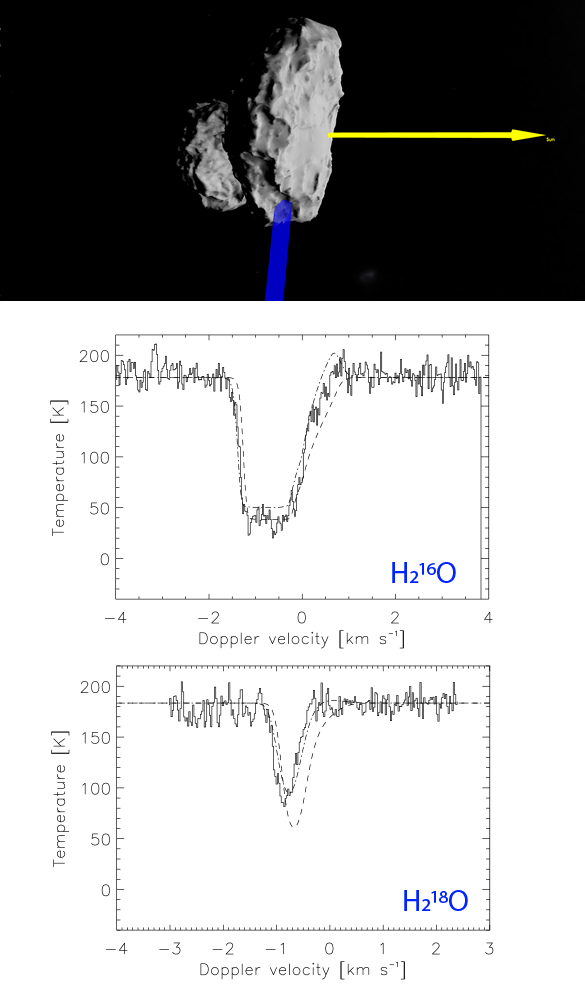 Sun
200
150
100
50
0
Temperature [K]
H₂¹⁶O
−4 −2 0 2 4
Doppler velocity [km s⁻¹]
200
150
100
50
0
Temperature [K]
H₂¹⁸O
−4 −3 −2 −1 0 1 2 3
Doppler velocity [km s⁻¹]